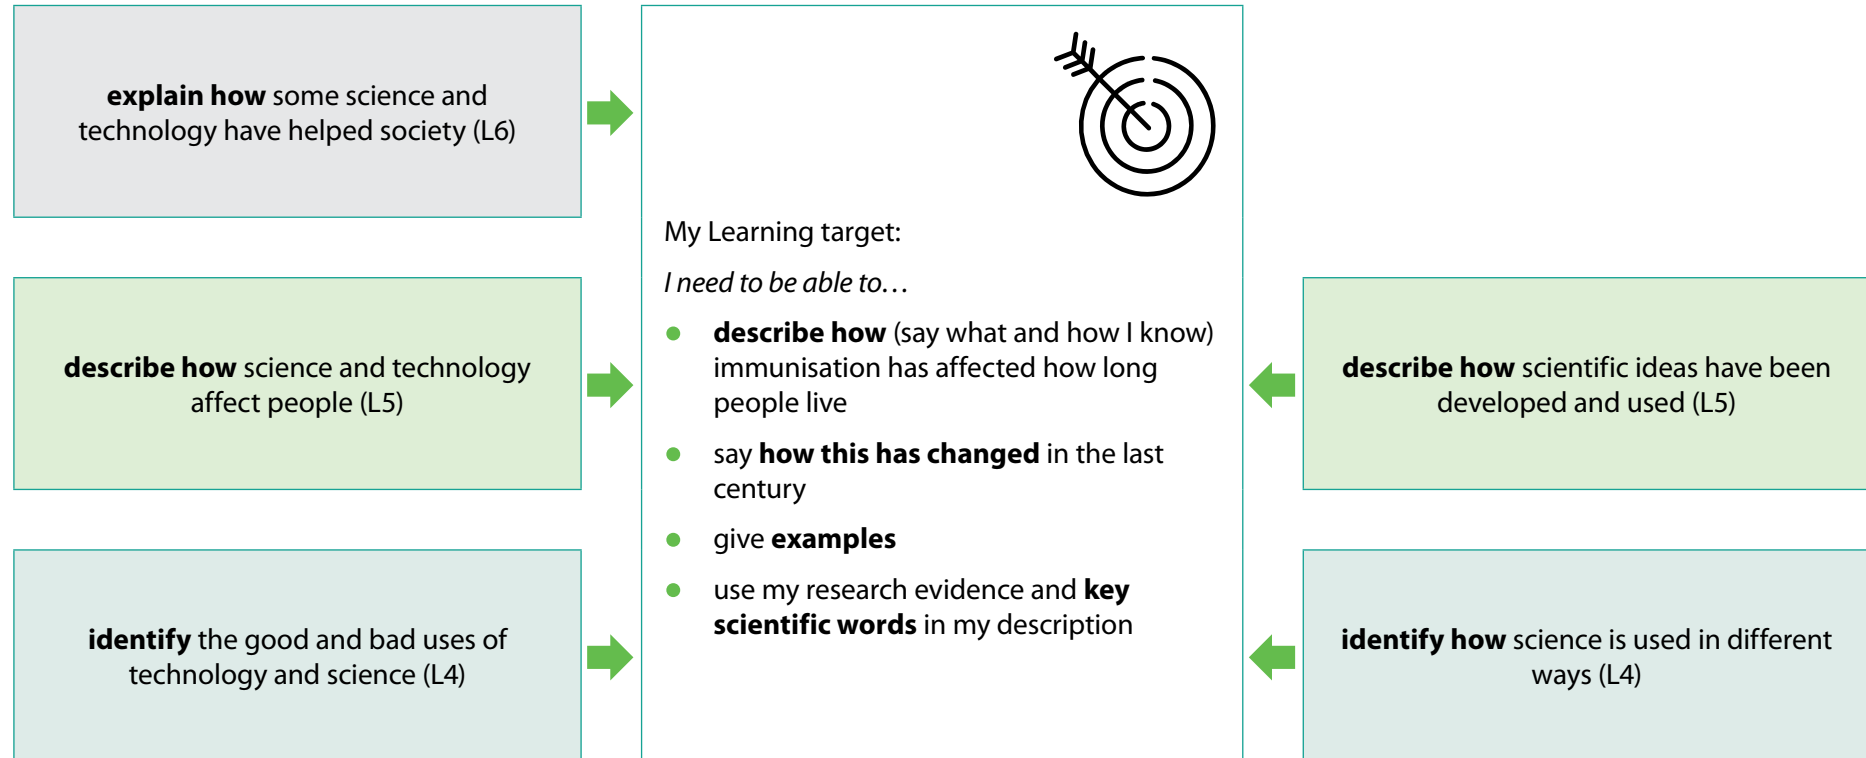 explain how some science and
technology have helped society (L6)
describe how science and technology
affect people (L5)
identify the good and bad uses of
technology and science (L4)
My Learning target:
I need to be able to…
● describe how (say what and how I know)
immunisation has affected how long
people live
● say how this has changed in the last
century
● give examples
● use my research evidence and key
scientific words in my description
describe how scientific ideas have been
developed and used (L5)
identify how science is used in different
ways (L4)